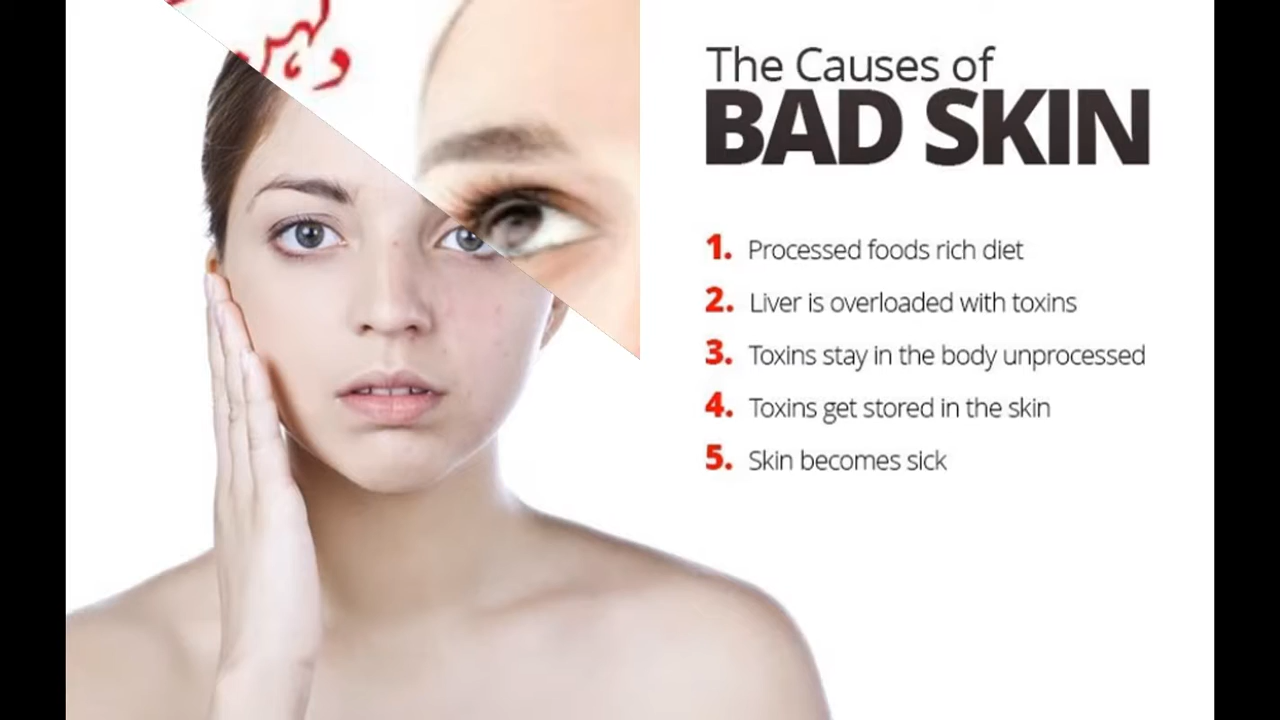 The Causes of
BAD SKIN
1. Processed foods rich diet
2. Liver is overloaded with toxins
3. Toxins stay in the body unprocessed
4. Toxins get stored in the skin
5. Skin becomes sick